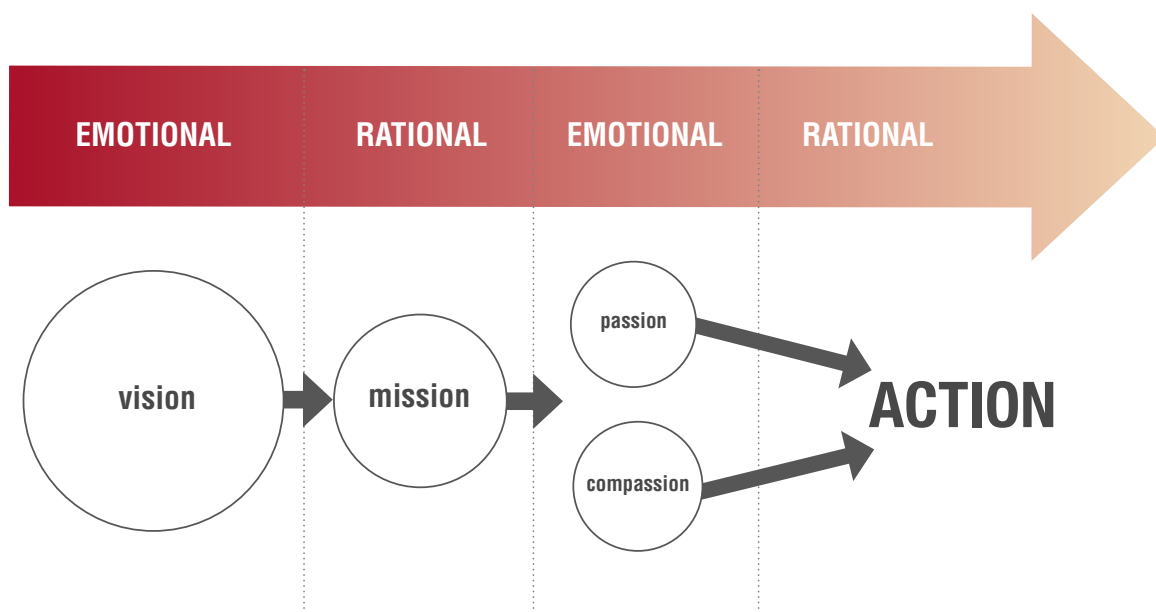 EMOTIONAL
RATIONAL
EMOTIONAL
RATIONAL
vision
mission
passion
compassion
ACTION